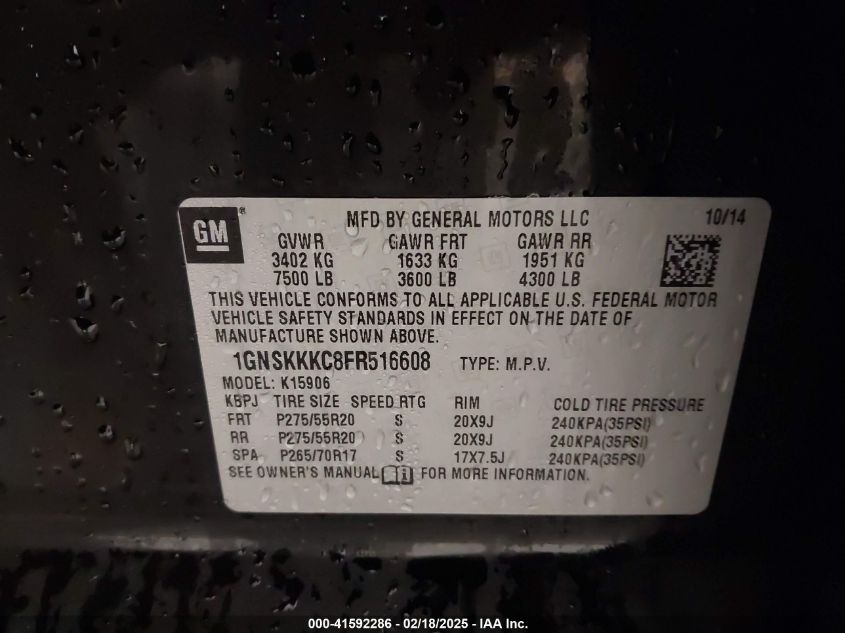 GM ®
MFD BY GENERAL MOTORS LLC 10/14
GVWR GAWR FRT GAWR RR
3402 KG 1633 KG 1951 KG
7500 LB 3600 LB 4300 LB
THIS VEHICLE CONFORMS TO ALL APPLICABLE U.S. FEDERAL MOTOR
VEHICLE SAFETY STANDARDS IN EFFECT ON THE DATE OF
MANUFACTURE SHOWN ABOVE.
1GNSKKKC8FR516608 TYPE: M.P.V.
MODEL: K15906
KBPJ TIRE SIZE SPEED RTG RIM COLD TIRE PRESSURE
FRT P275/55R20 S 20X9J 240KPA(35PSI)
RR P275/55R20 S 20X9J 240KPA(35PSI)
SPA P265/70R17 S 17X7.5J 240KPA(35PSI)
SEE OWNER'S MANUAL FOR MORE INFORMATION.
000-41592286 - 02/18/2025 - IAA Inc.